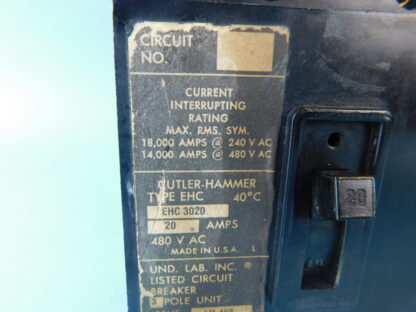 CIRCUIT
NO.
CURRENT
INTERRUPTING
RATING
MAX. RMS. SYM.
18,000 AMPS @ 240 V AC
14,000 AMPS @ 480 V AC
CUTLER-HAMMER
TYPE EHC 40°C
EHC 3020
20 AMPS
480 V AC
MADE IN U.S.A. L
UND. LAB. INC.®
LISTED CIRCUIT
BREAKER
3 POLE UNIT
20